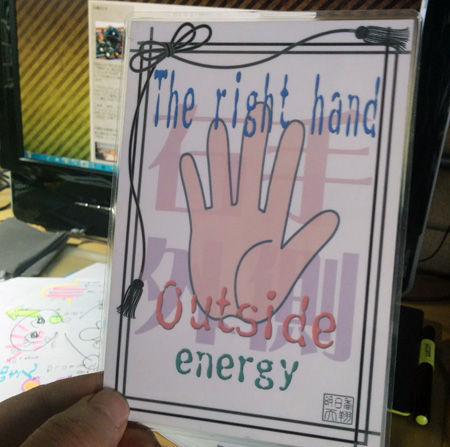 The right hand
右手
外側
Outside
energy